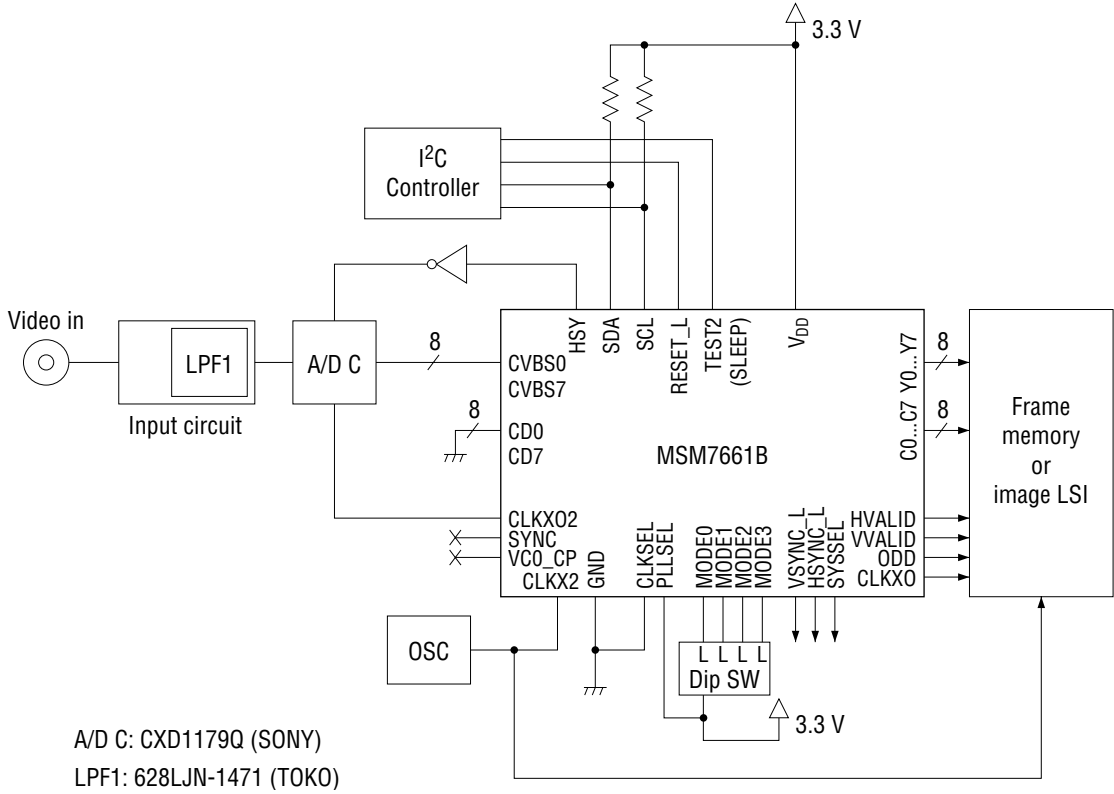 3.3 V
I²C
Controller
Video in
LPF1
A/D C
Input circuit
8
8
HSY
SDA
SCL
RESET_L
TEST2
(SLEEP)
VDD
CVBS0
CVBS7
CD0
CD7
MSM7661B
Y0...Y7
8
C0...C7
8
Frame
memory
or
image LSI
CLKXO2
SYNC
VC0_CP
CLKX2
GND
CLKSEL
PLLSEL
MODE0
MODE1
MODE2
MODE3
VSYNC_L
HSYNC_L
SYSSEL
HVALID
VVALID
ODD
CLKXO
OSC
L L L L
Dip SW
3.3 V
A/D C: CXD1179Q (SONY)
LPF1: 628LJN-1471 (TOKO)